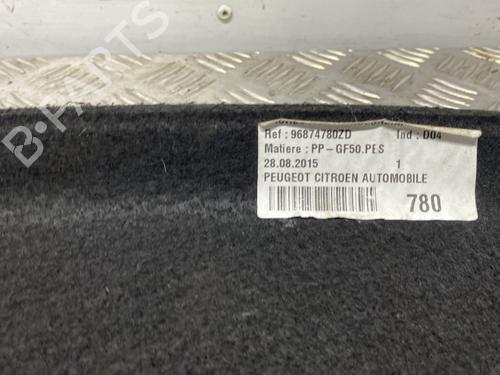 Ref : 96874780ZD Ind : D04
Matiere : PP-GF50.PES
28.08.2015 1
PEUGEOT CITROEN AUTOMOBILE
780
B-PARTS